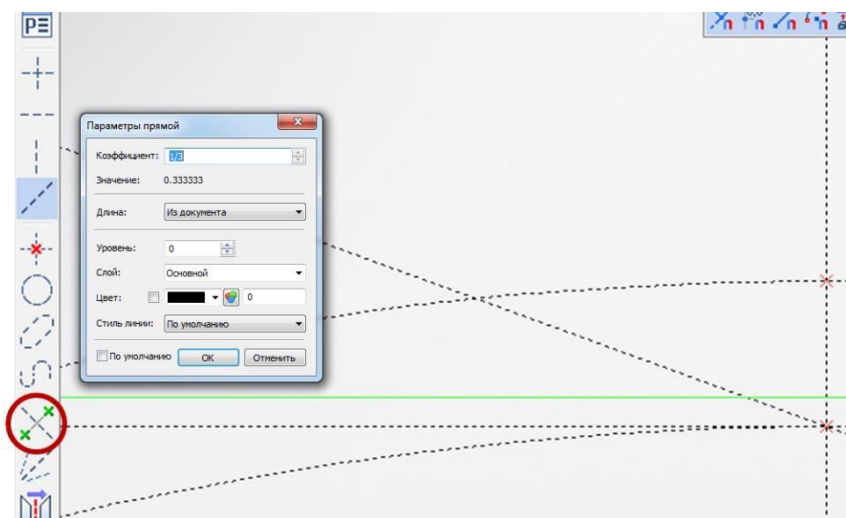 PΞ
Параметры прямой
Коэффициент: 1/3
Значение: 0.333333
Длина: Из документа
Уровень: 0
Слой: Основной
Цвет: 0
Стиль линии: По умолчанию
По умолчанию OK Отменить